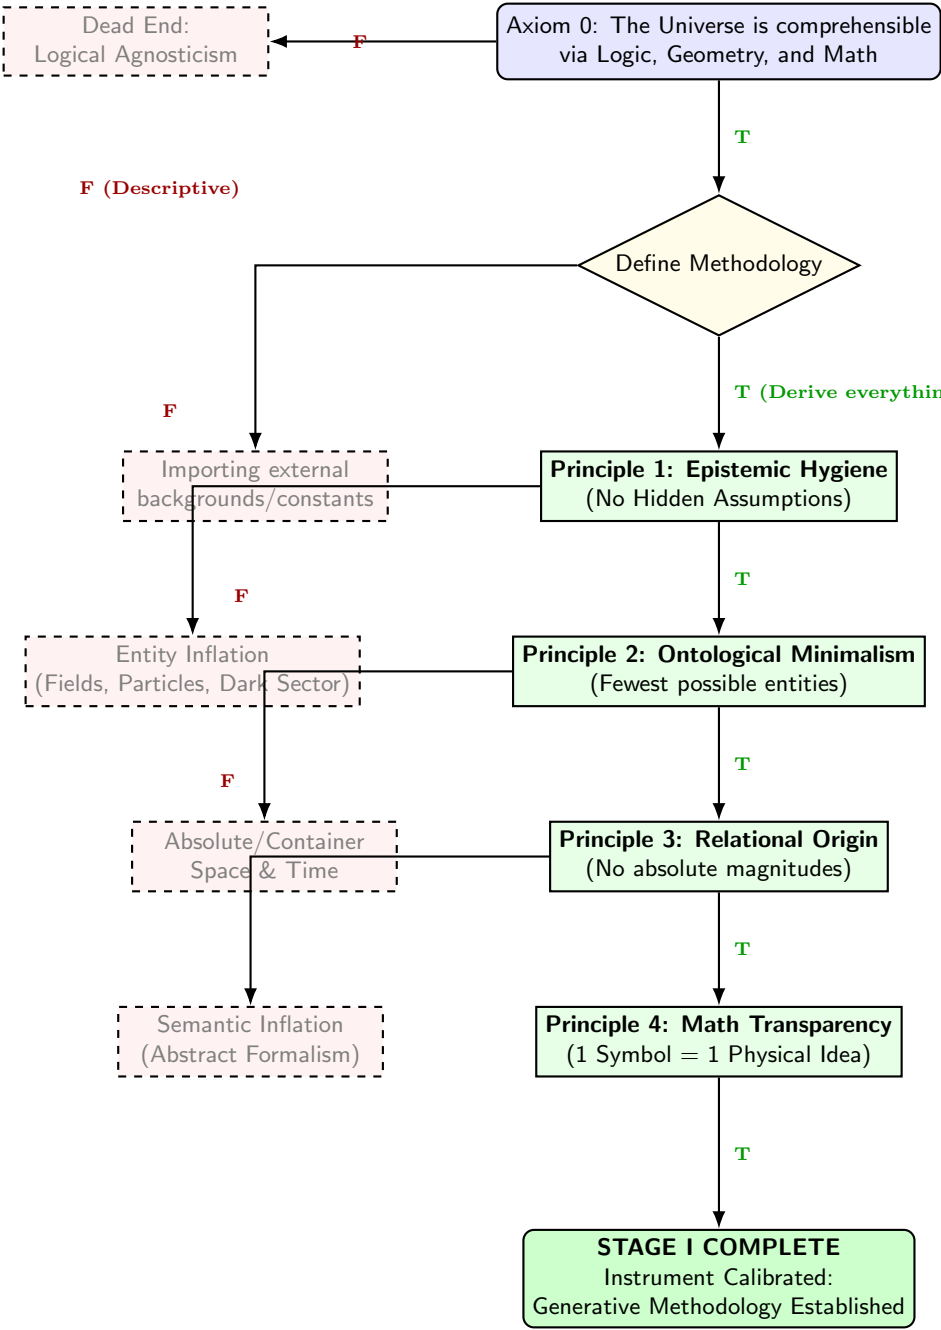 Dead End:
Logical Agnosticism
F
Axiom 0: The Universe is comprehensible
via Logic, Geometry, and Math
T
F (Descriptive)
Define Methodology
T (Derive everythin
F
Importing external
backgrounds/constants
Principle 1: Epistemic Hygiene
(No Hidden Assumptions)
T
F
Entity Inflation
(Fields, Particles, Dark Sector)
Principle 2: Ontological Minimalism
(Fewest possible entities)
T
F
Absolute/Container
Space & Time
Principle 3: Relational Origin
(No absolute magnitudes)
T
Semantic Inflation
(Abstract Formalism)
Principle 4: Math Transparency
(1 Symbol = 1 Physical Idea)
T
STAGE I COMPLETE
Instrument Calibrated:
Generative Methodology Established